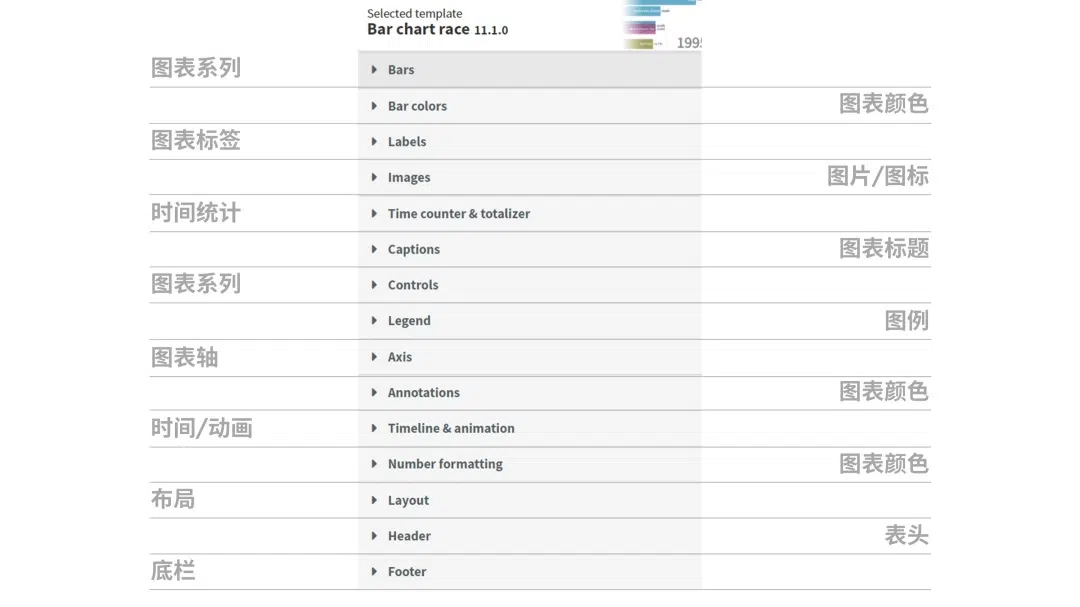 Selected template
Bar chart race 11.1.0
1995
图表系列
Bars
Bar colors
图表颜色
图表标签
Labels
Images
图片/图标
时间统计
Time counter & totalizer
Captions
图表标题
图表系列
Controls
Legend
图例
图表轴
Axis
Annotations
图表颜色
时间/动画
Timeline & animation
Number formatting
图表颜色
布局
Layout
Header
表头
底栏
Footer